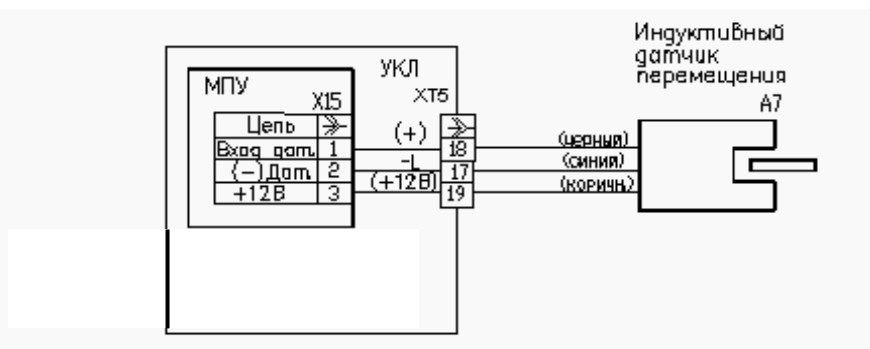 Индуктивный
датчик
перемещения
А7
УКЛ
МПУ
X15
XT5
Цепь
Вход дат. 1
(-)Дат. 2
+12В 3
(+)
-L
(+12В)
18
17
19
(черный)
(синий)
(коричн.)